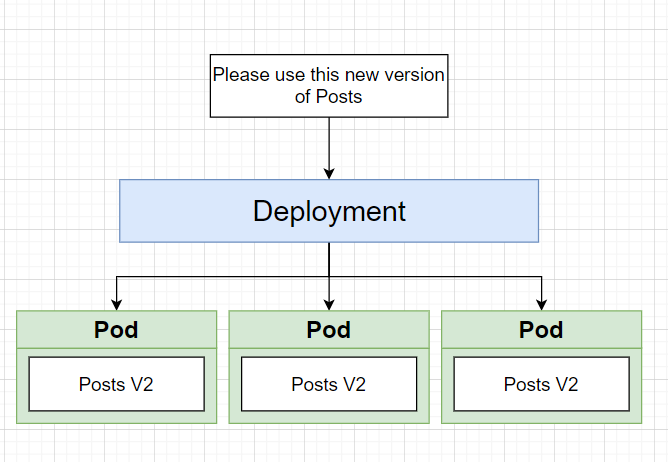 Please use this new version
of Posts
Deployment
Pod
Pod
Pod
Posts V2
Posts V2
Posts V2